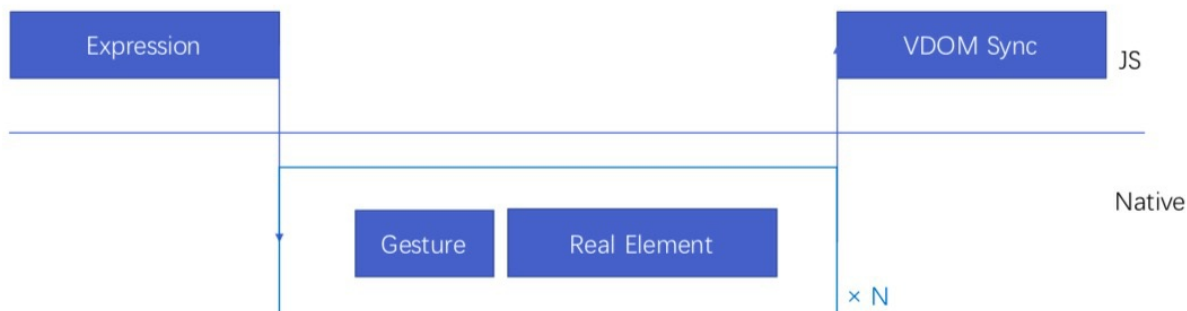 Expression
VDOM Sync
JS
Native
Gesture
Real Element
× N